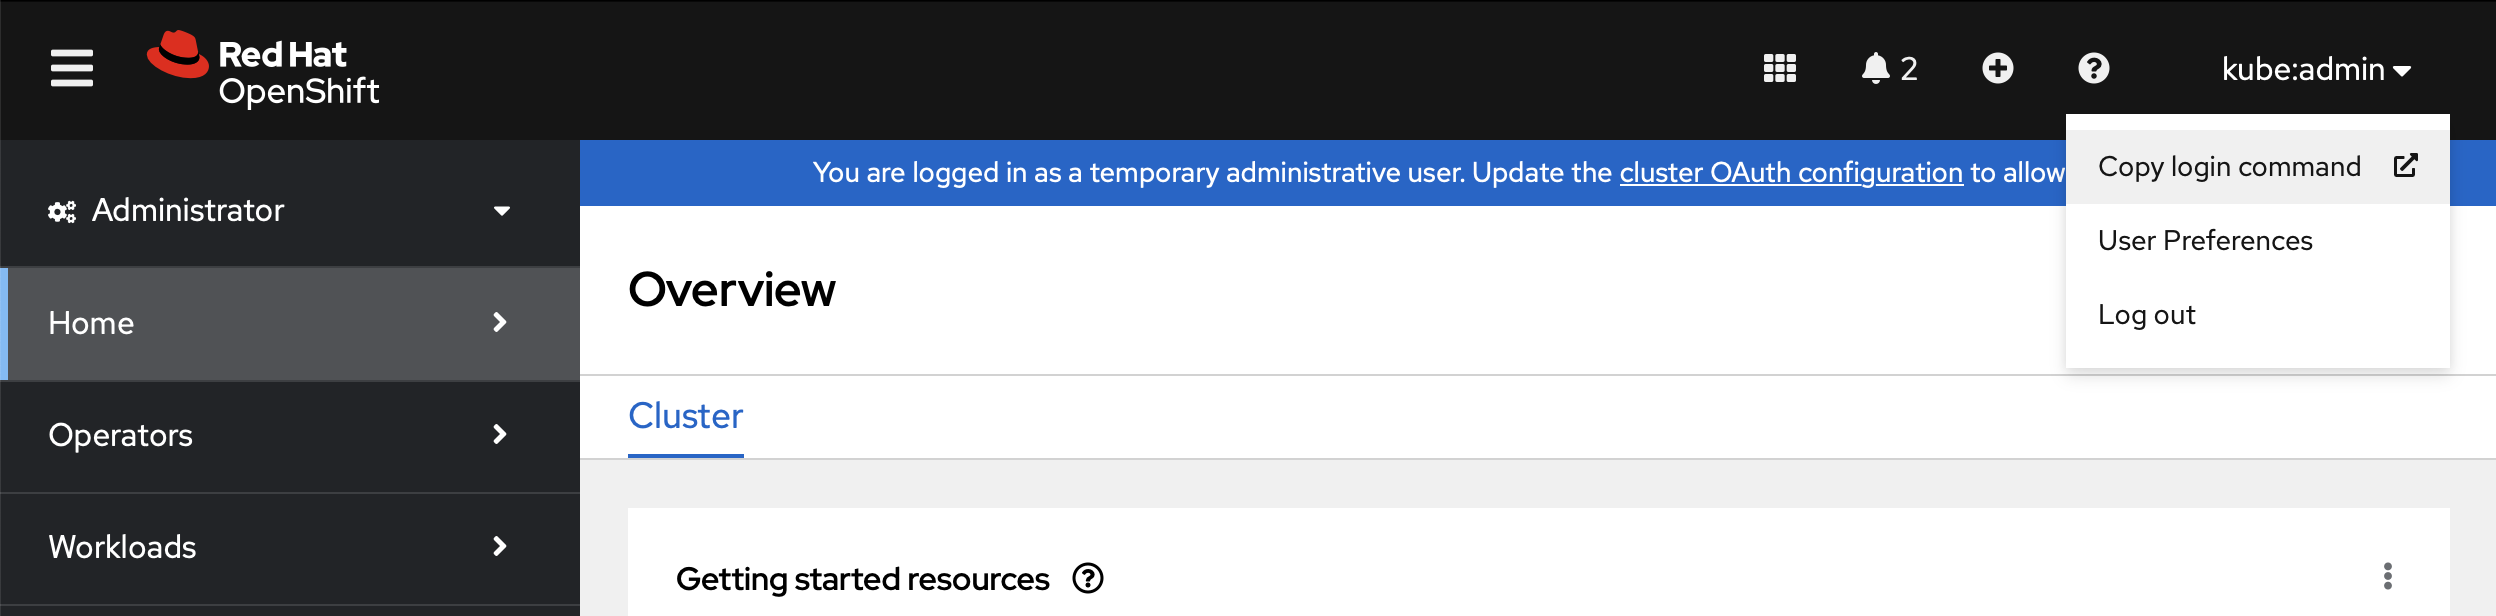 Red Hat
OpenShift
2
kube:admin
Copy login command
User Preferences
Log out
You are logged in as a temporary administrative user. Update the cluster OAuth configuration to allow
Administrator
Home
Operators
Workloads
Overview
Cluster
Getting started resources